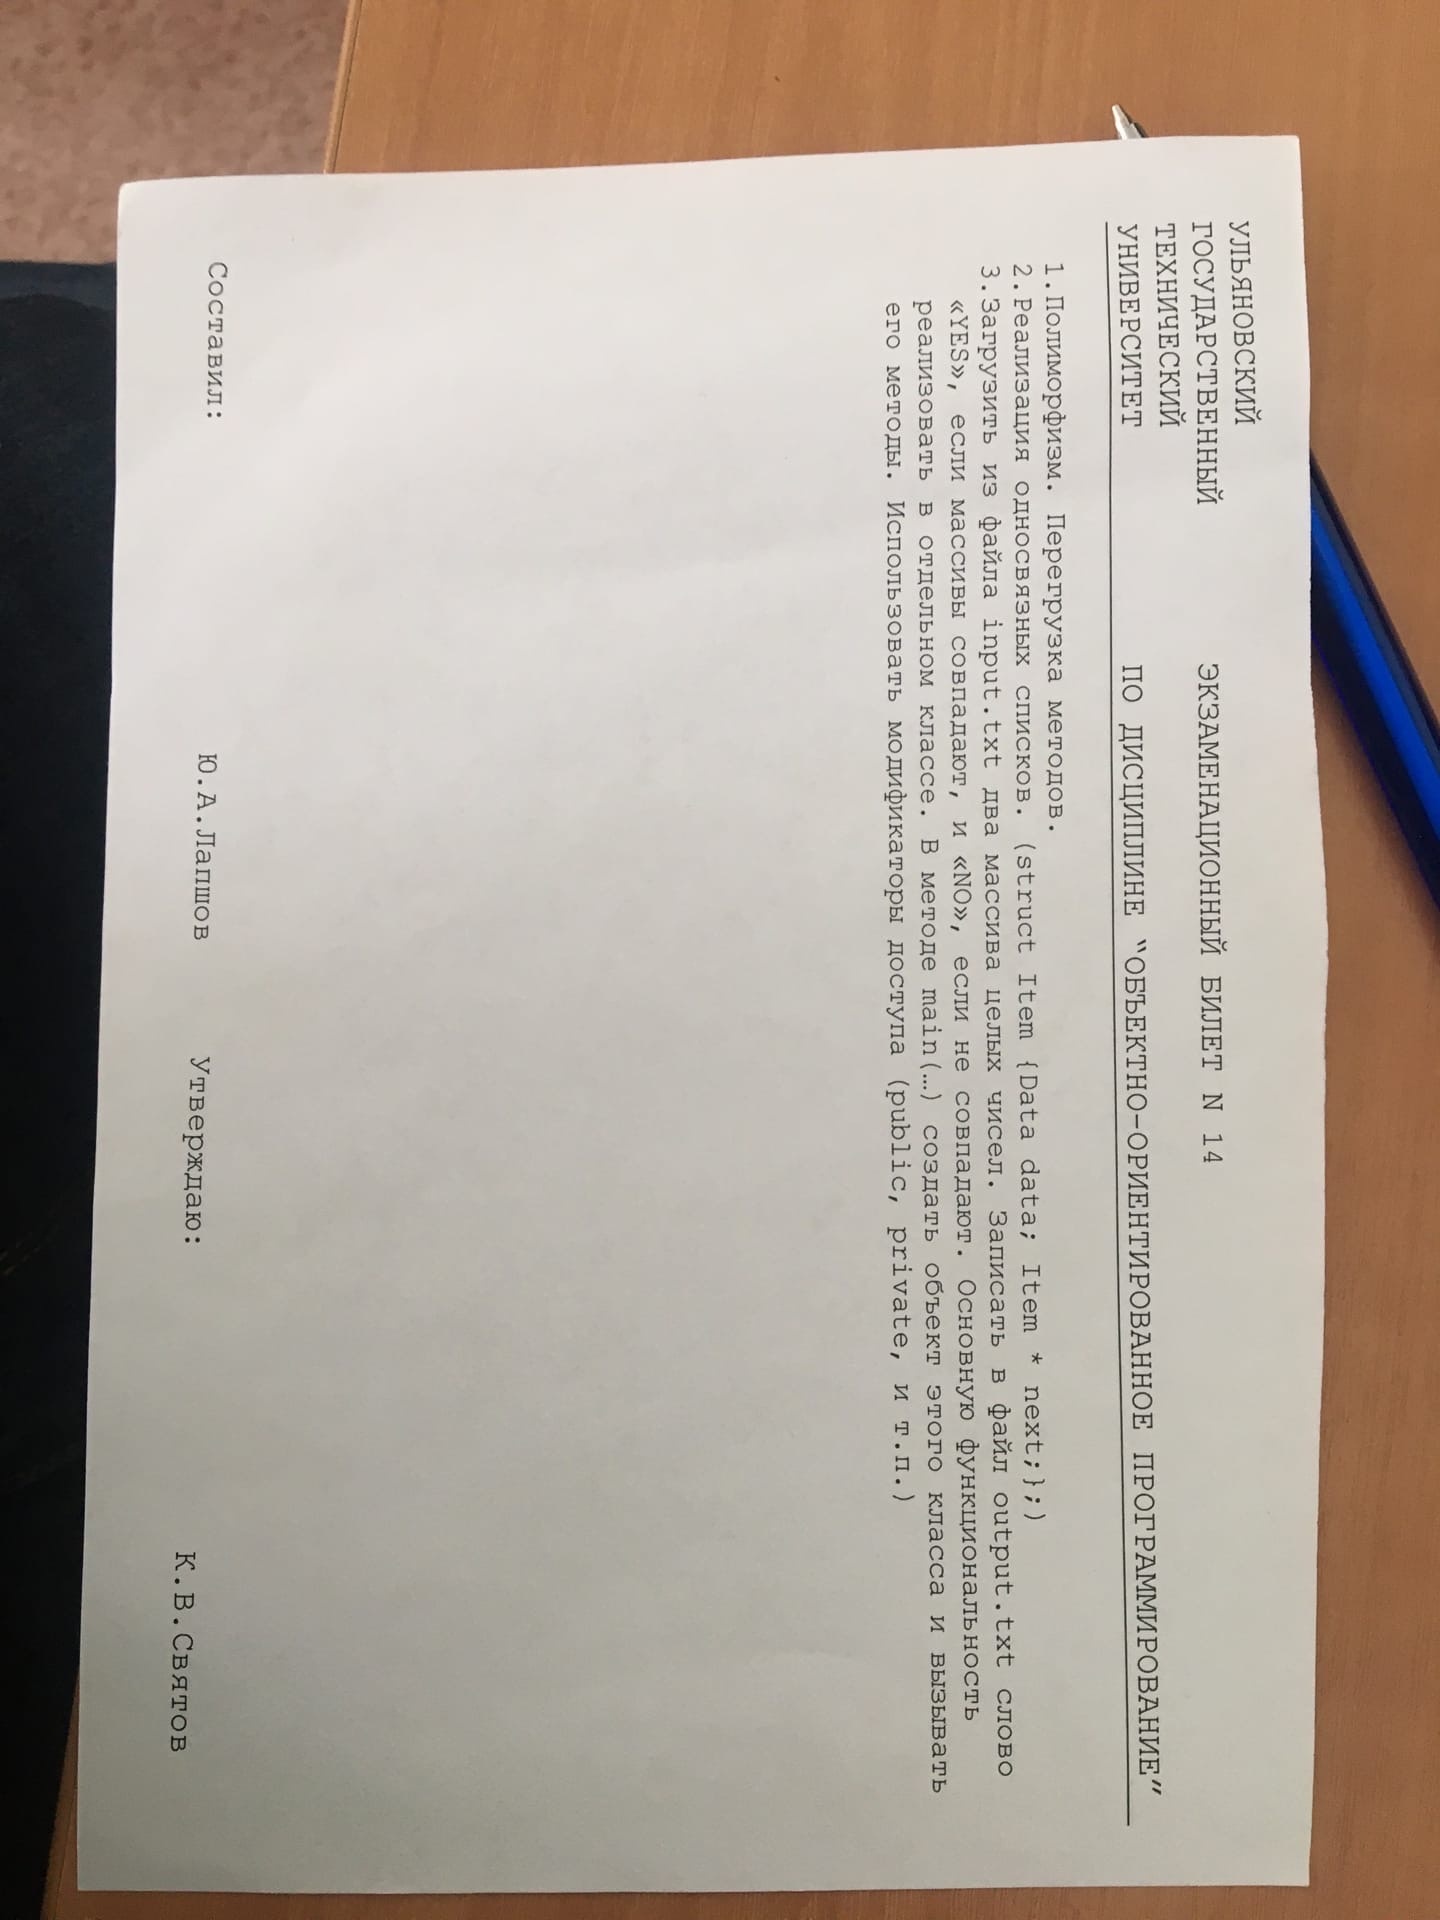 УЛЬЯНОВСКИЙ
ГОСУДАРСТВЕННЫЙ ЭКЗАМЕНАЦИОННЫЙ БИЛЕТ N 14
ТЕХНИЧЕСКИЙ
УНИВЕРСИТЕТ ПО ДИСЦИПЛИНЕ “ОБЪЕКТНО-ОРИЕНТИРОВАННОЕ ПРОГРАММИРОВАНИЕ”
1.Полиморфизм. Перегрузка методов.
2.Реализация односвязных списков. (struct Item {Data data; Item * next;};)
3.Загрузить из файла input.txt два массива целых чисел. Записать в файл output.txt слово
«YES», если массивы совпадают, и «NO», если не совпадают. Основную функциональность
реализовать в отдельном классе. В методе main(…) создать объект этого класса и вызывать
его методы. Использовать модификаторы доступа (public, private, и т.п.)
Составил: Ю.А.Лапшов Утверждаю: К.В.Святов